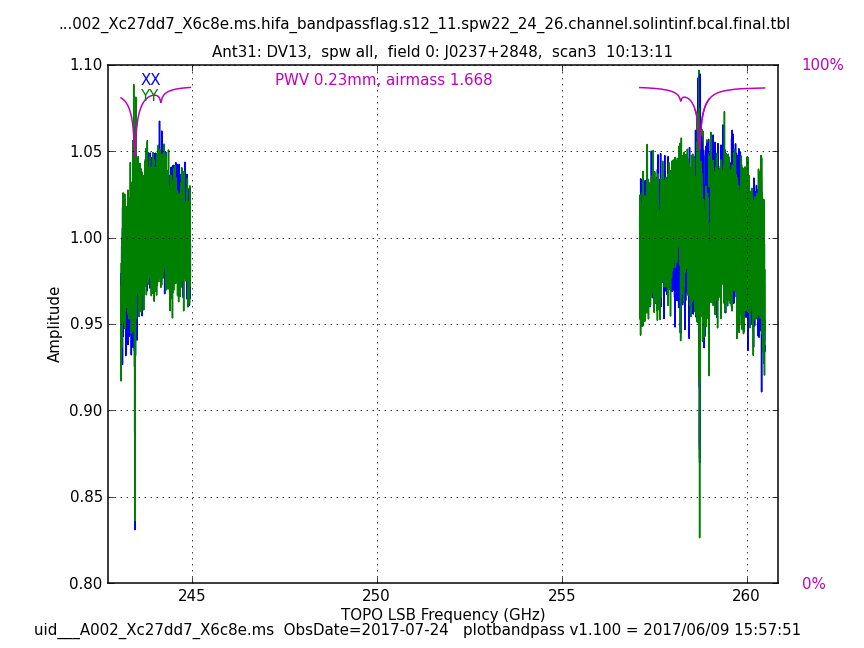 ...002_Xc27dd7_X6c8e.ms.hifa_bandpassflag.s12_11.spw22_24_26.channel.solintinf.bcal.final.tbl
Ant31: DV13,  spw all,  field 0: J0237+2848,  scan3  10:13:11
1.10
100%
XX
YY
PWV 0.23mm, airmass 1.668
1.05
1.00
0.95
Amplitude
0.90
0.85
0.80
0%
245
250
255
260
TOPO LSB Frequency (GHz)
uid___A002_Xc27dd7_X6c8e.ms  ObsDate=2017-07-24   plotbandpass v1.100 = 2017/06/09 15:57:51